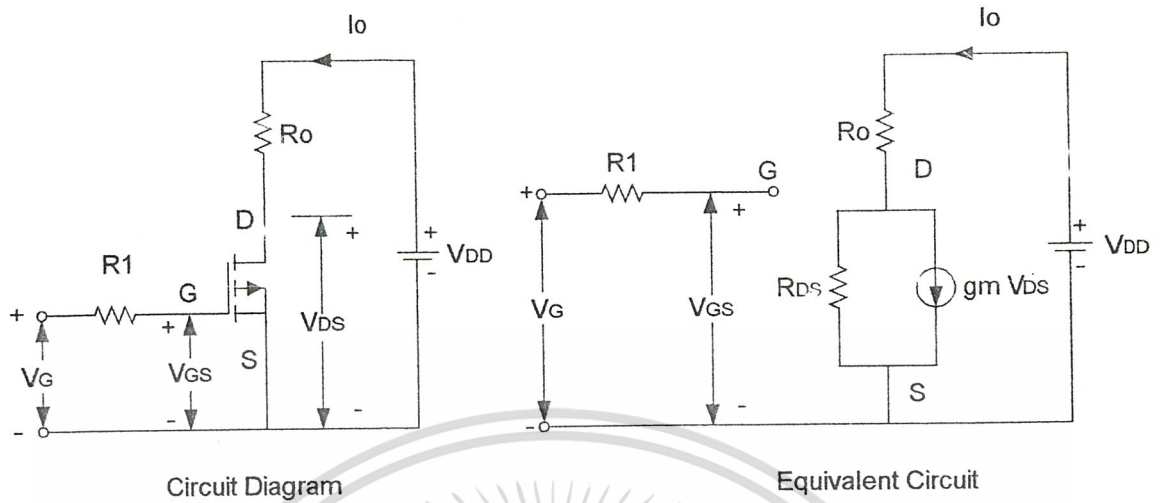 Io
Ro
D
+
VDD
-
R1
G
+
+
VG
VGS
VDS
S
-
-
-
Circuit Diagram
Io
Ro
D
R1
G
+
+
VG
VGS
RDS
gm VDS
+
VDD
-
S
-
-
Equivalent Circuit